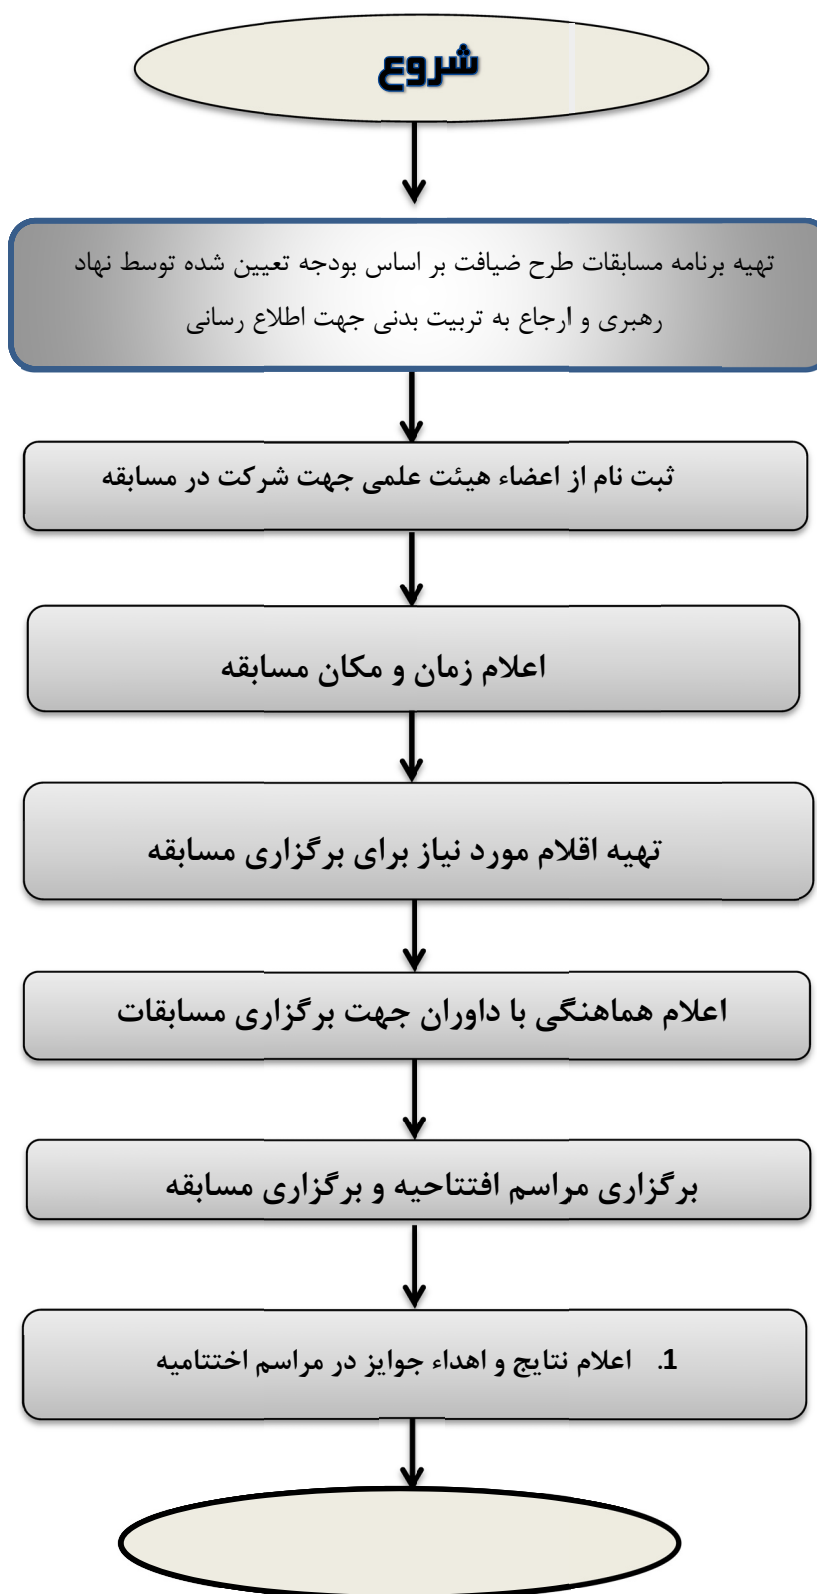 شروع
تهیه برنامه مسابقات طرح ضیافت بر اساس بودجه تعیین شده توسط نهاد
رهبری و ارجاع به تربیت بدنی جهت اطلاع رسانی
ثبت نام از اعضاء هیئت علمی جهت شرکت در مسابقه
اعلام زمان و مکان مسابقه
تهیه اقلام مورد نیاز برای برگزاری مسابقه
اعلام هماهنگی با داوران جهت برگزاری مسابقات
برگزاری مراسم افتتاحیه و برگزاری مسابقه
1. اعلام نتایج و اهداء جوایز در مراسم اختتامیه